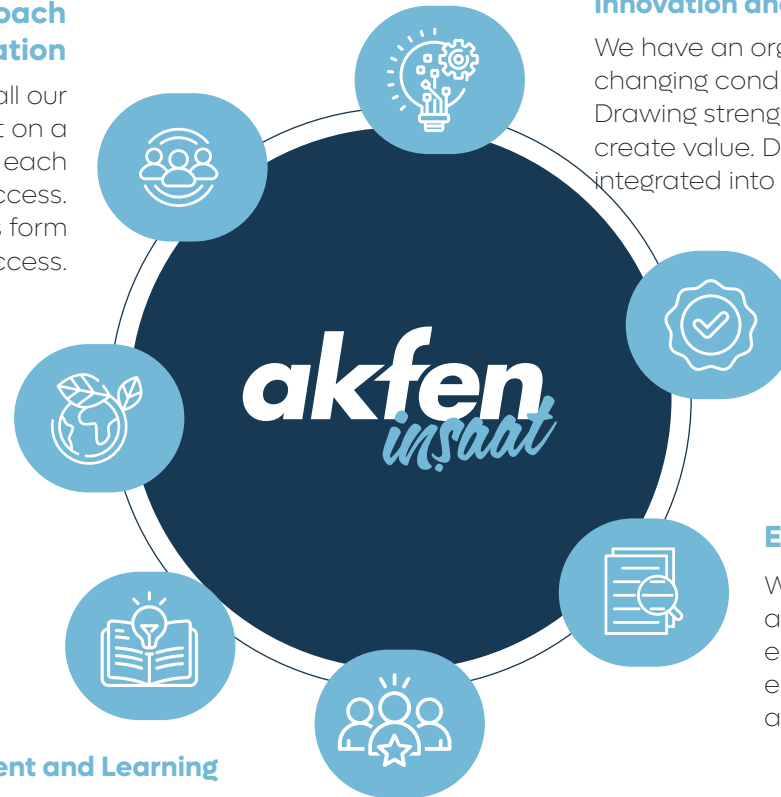 oach
ation
all our
t on a
each
ccess.
s form
ccess.
Innovation and
We have an org
changing cond
Drawing streng
create value. D
integrated into
akfen
inşaat
E
W
a
e
e
a
ent and Learning